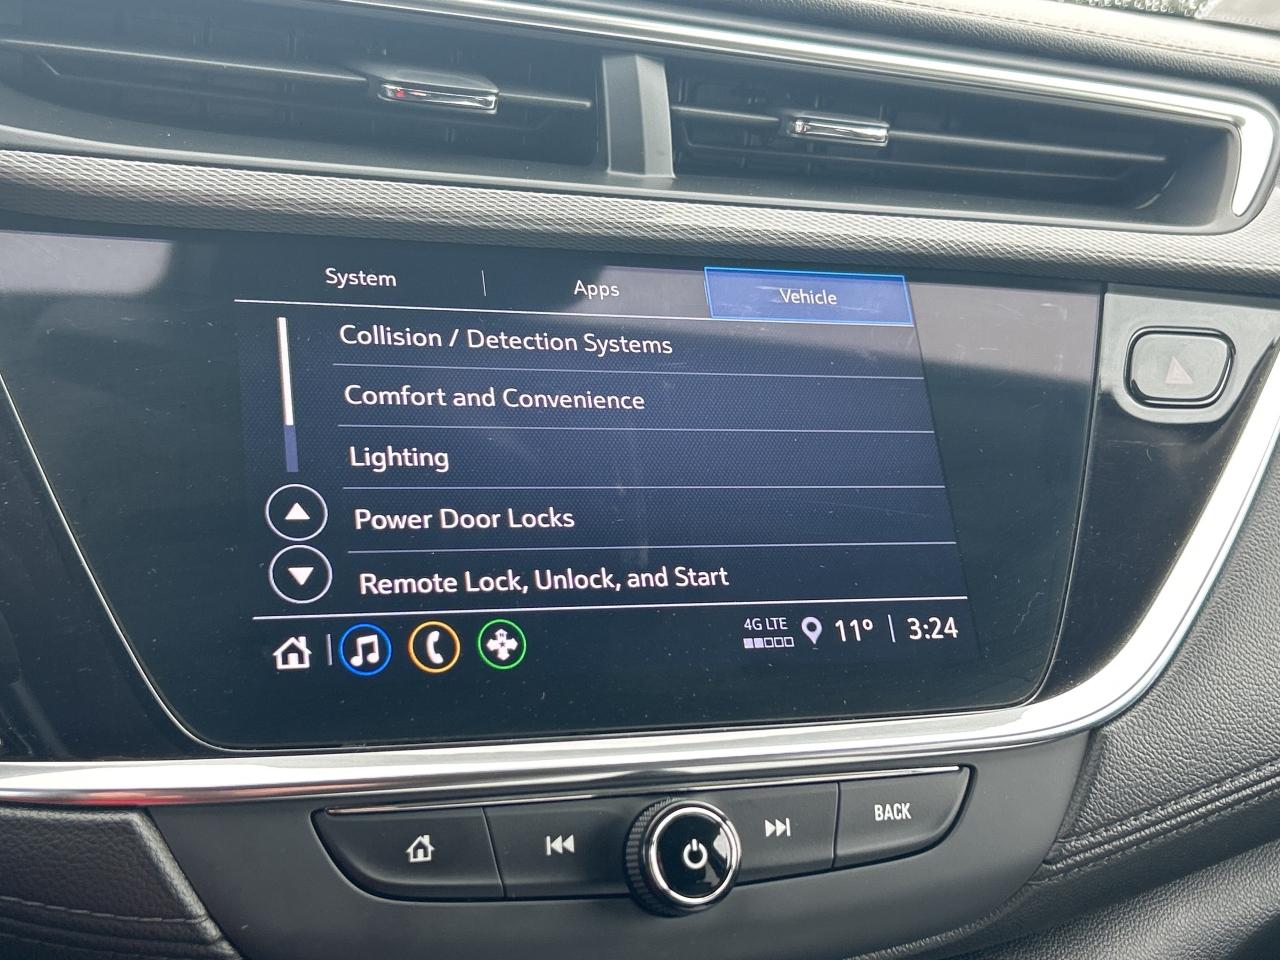 System
Apps
Vehicle
Collision / Detection Systems
Comfort and Convenience
Lighting
Power Door Locks
Remote Lock, Unlock, and Start
4G LTE
11° 3:24
BACK